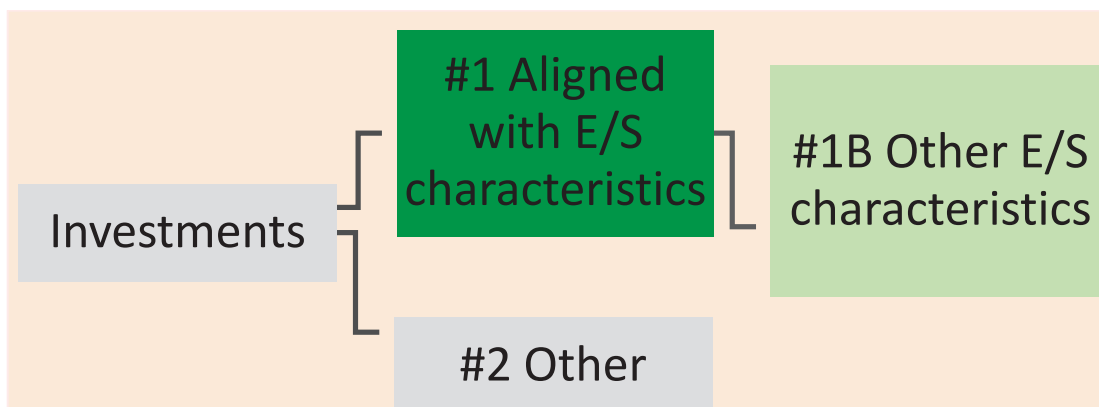 #1 Aligned
with E/S
characteristics
#1B Other E/S
characteristics
Investments
#2 Other